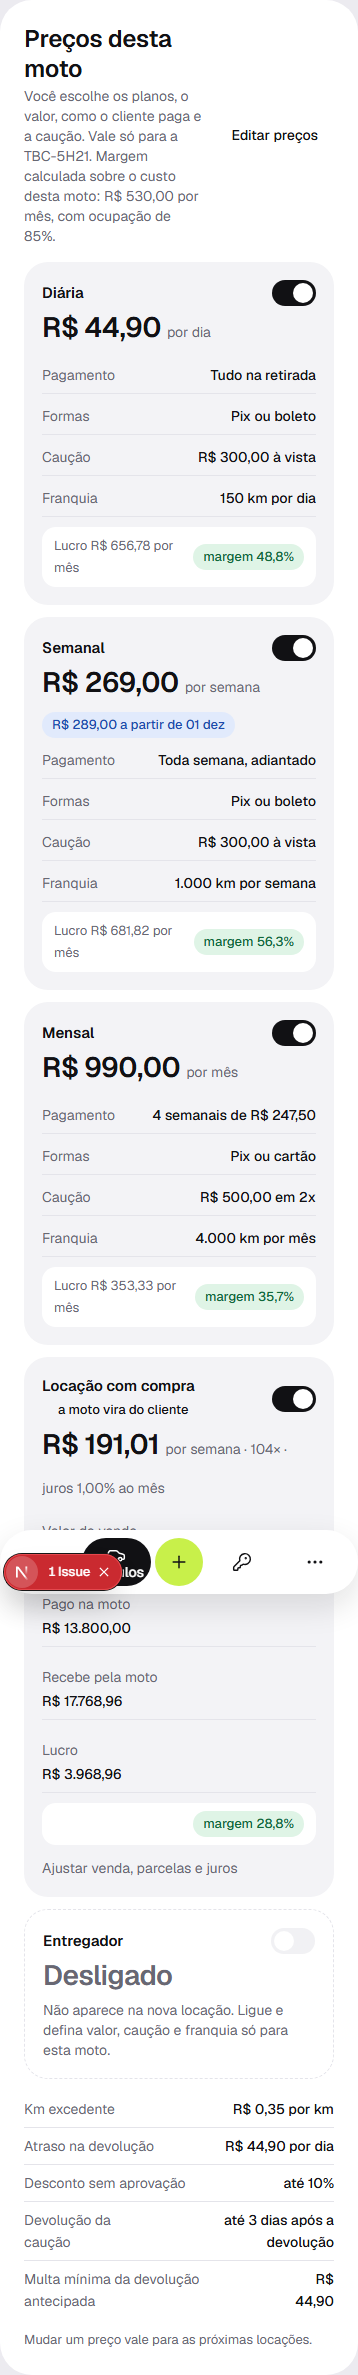 Preços desta
moto
Você escolhe os planos, o
valor, como o cliente paga e
a caução. Vale só para a
TBC-5H21. Margem
calculada sobre o custo
desta moto: R$ 530,00 por
mês, com ocupação de
85%.
Editar preços
Diária
R$ 44,90 por dia
Pagamento Tudo na retirada
Formas Pix ou boleto
Caução R$ 300,00 à vista
Franquia 150 km por dia
Lucro R$ 656,78 por
mês
margem 48,8%
Semanal
R$ 269,00 por semana
R$ 289,00 a partir de 01 dez
Pagamento Toda semana, adiantado
Formas Pix ou boleto
Caução R$ 300,00 à vista
Franquia 1.000 km por semana
Lucro R$ 681,82 por
mês
margem 56,3%
Mensal
R$ 990,00 por mês
Pagamento 4 semanais de R$ 247,50
Formas Pix ou cartão
Caução R$ 500,00 em 2x
Franquia 4.000 km por mês
Lucro R$ 353,33 por
mês
margem 35,7%
Locação com compra
a moto vira do cliente
R$ 191,01 por semana · 104× ·
juros 1,00% ao mês
Valor de venda
N 1 Issue
Pago na moto
R$ 13.800,00
Recebe pela moto
R$ 17.768,96
Lucro
R$ 3.968,96
margem 28,8%
Ajustar venda, parcelas e juros
Entregador
Desligado
Não aparece na nova locação. Ligue e
defina valor, caução e franquia só para
esta moto.
Km excedente R$ 0,35 por km
Atraso na devolução R$ 44,90 por dia
Desconto sem aprovação até 10%
Devolução da
caução
até 3 dias após a
devolução
Multa mínima da devolução
antecipada
R$
44,90
Mudar um preço vale para as próximas locações.